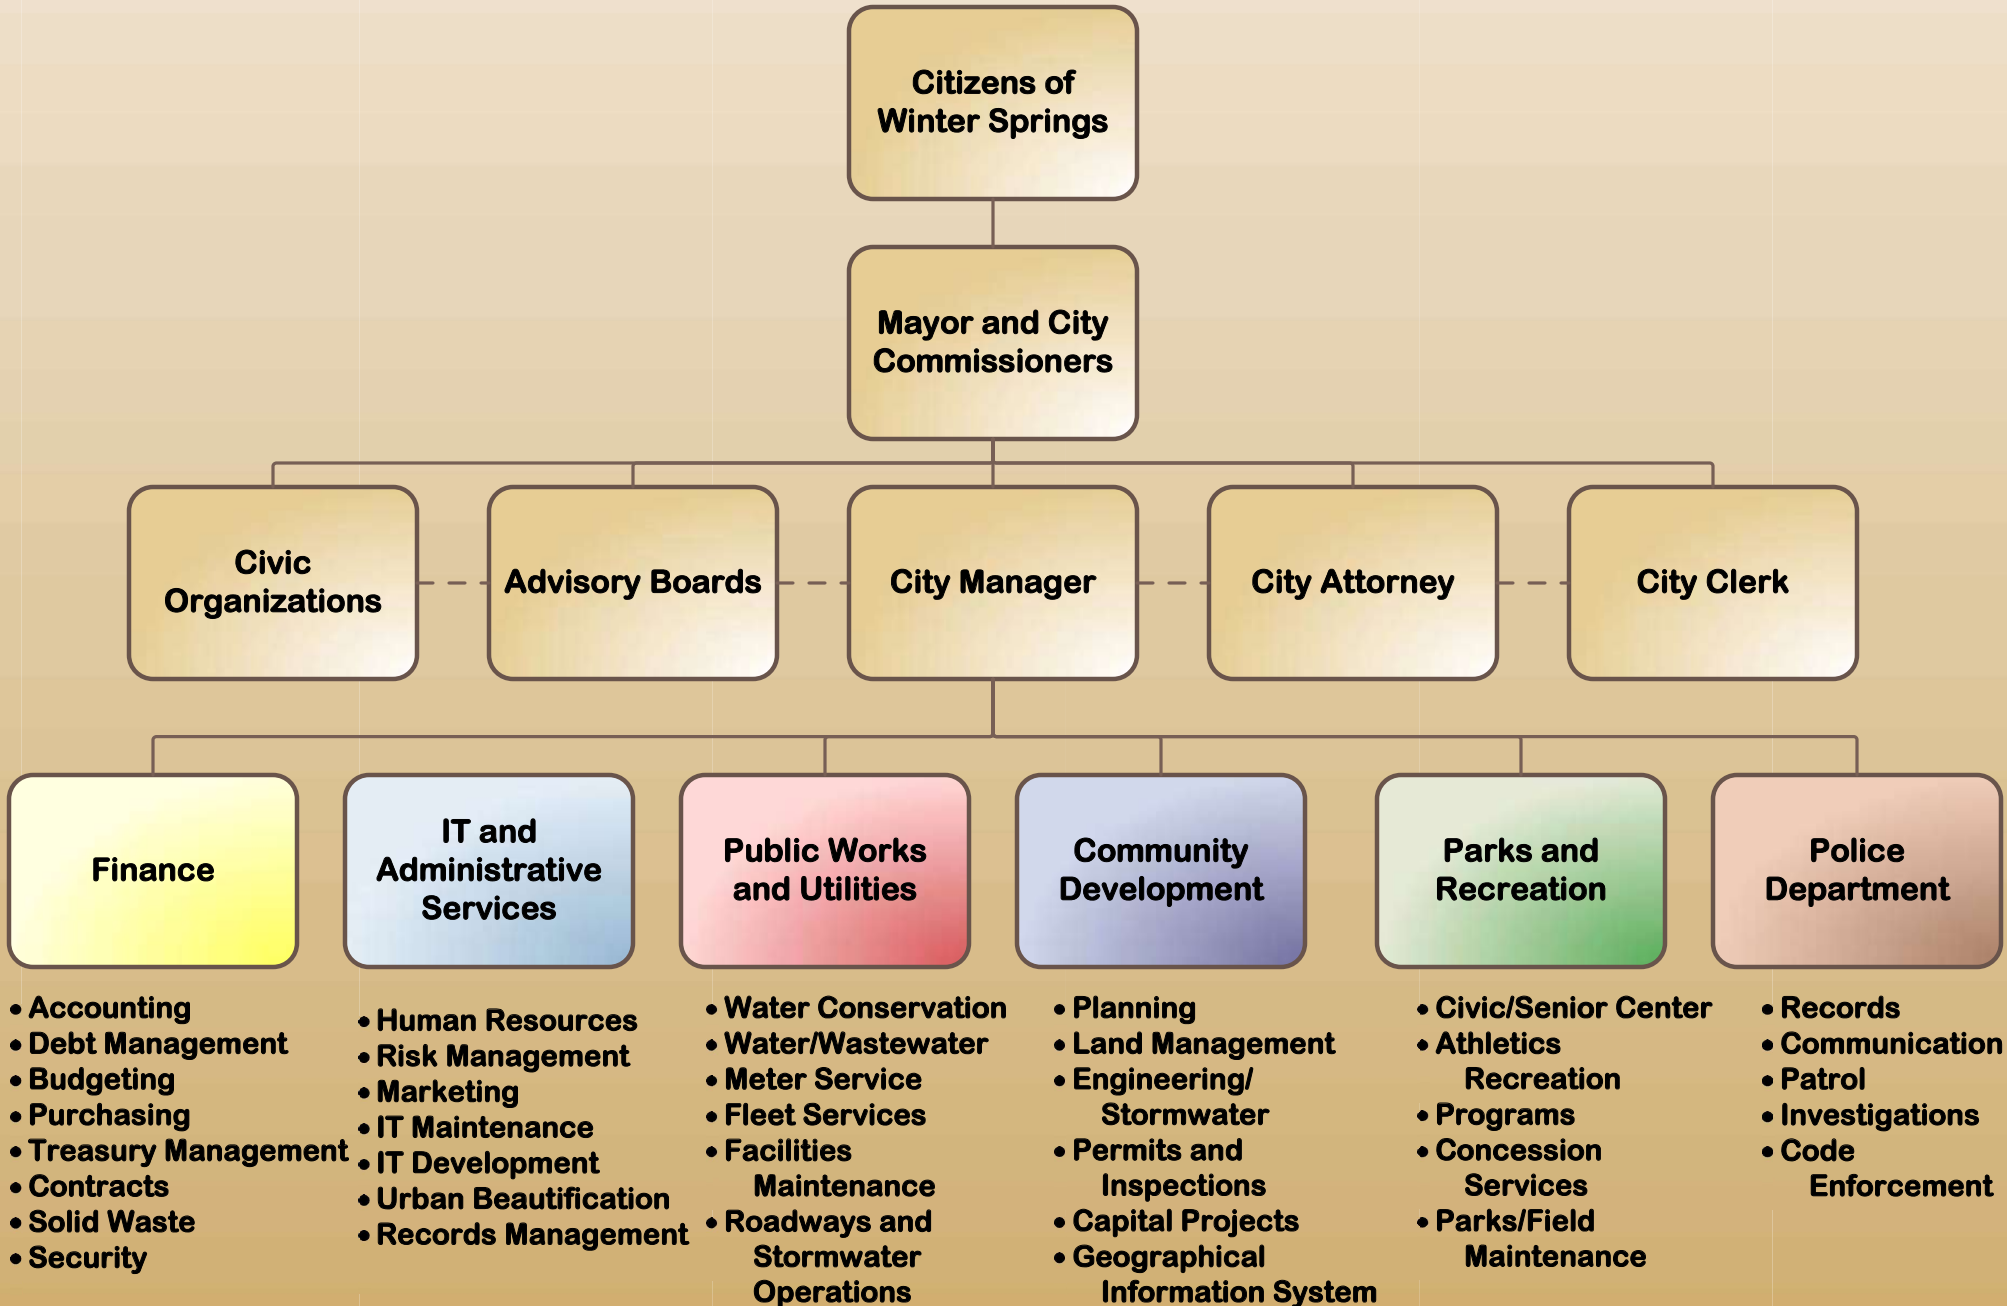 Citizens of
Winter Springs
Mayor and City
Commissioners
Civic
Organizations
Advisory Boards
City Manager
City Attorney
City Clerk
Finance
IT and
Administrative
Services
Public Works
and Utilities
Community
Development
Parks and
Recreation
Police
Department
• Accounting
• Debt Management
• Budgeting
• Purchasing
• Treasury Management
• Contracts
• Solid Waste
• Security
• Human Resources
• Risk Management
• Marketing
• IT Maintenance
• IT Development
• Urban Beautification
• Records Management
• Water Conservation
• Water/Wastewater
• Meter Service
• Fleet Services
• Facilities
Maintenance
• Roadways and
Stormwater
Operations
• Planning
• Land Management
• Engineering/
Stormwater
• Permits and
Inspections
• Capital Projects
• Geographical
Information System
• Civic/Senior Center
• Athletics
Recreation
• Programs
• Concession
Services
• Parks/Field
Maintenance
• Records
• Communication
• Patrol
• Investigations
• Code
Enforcement